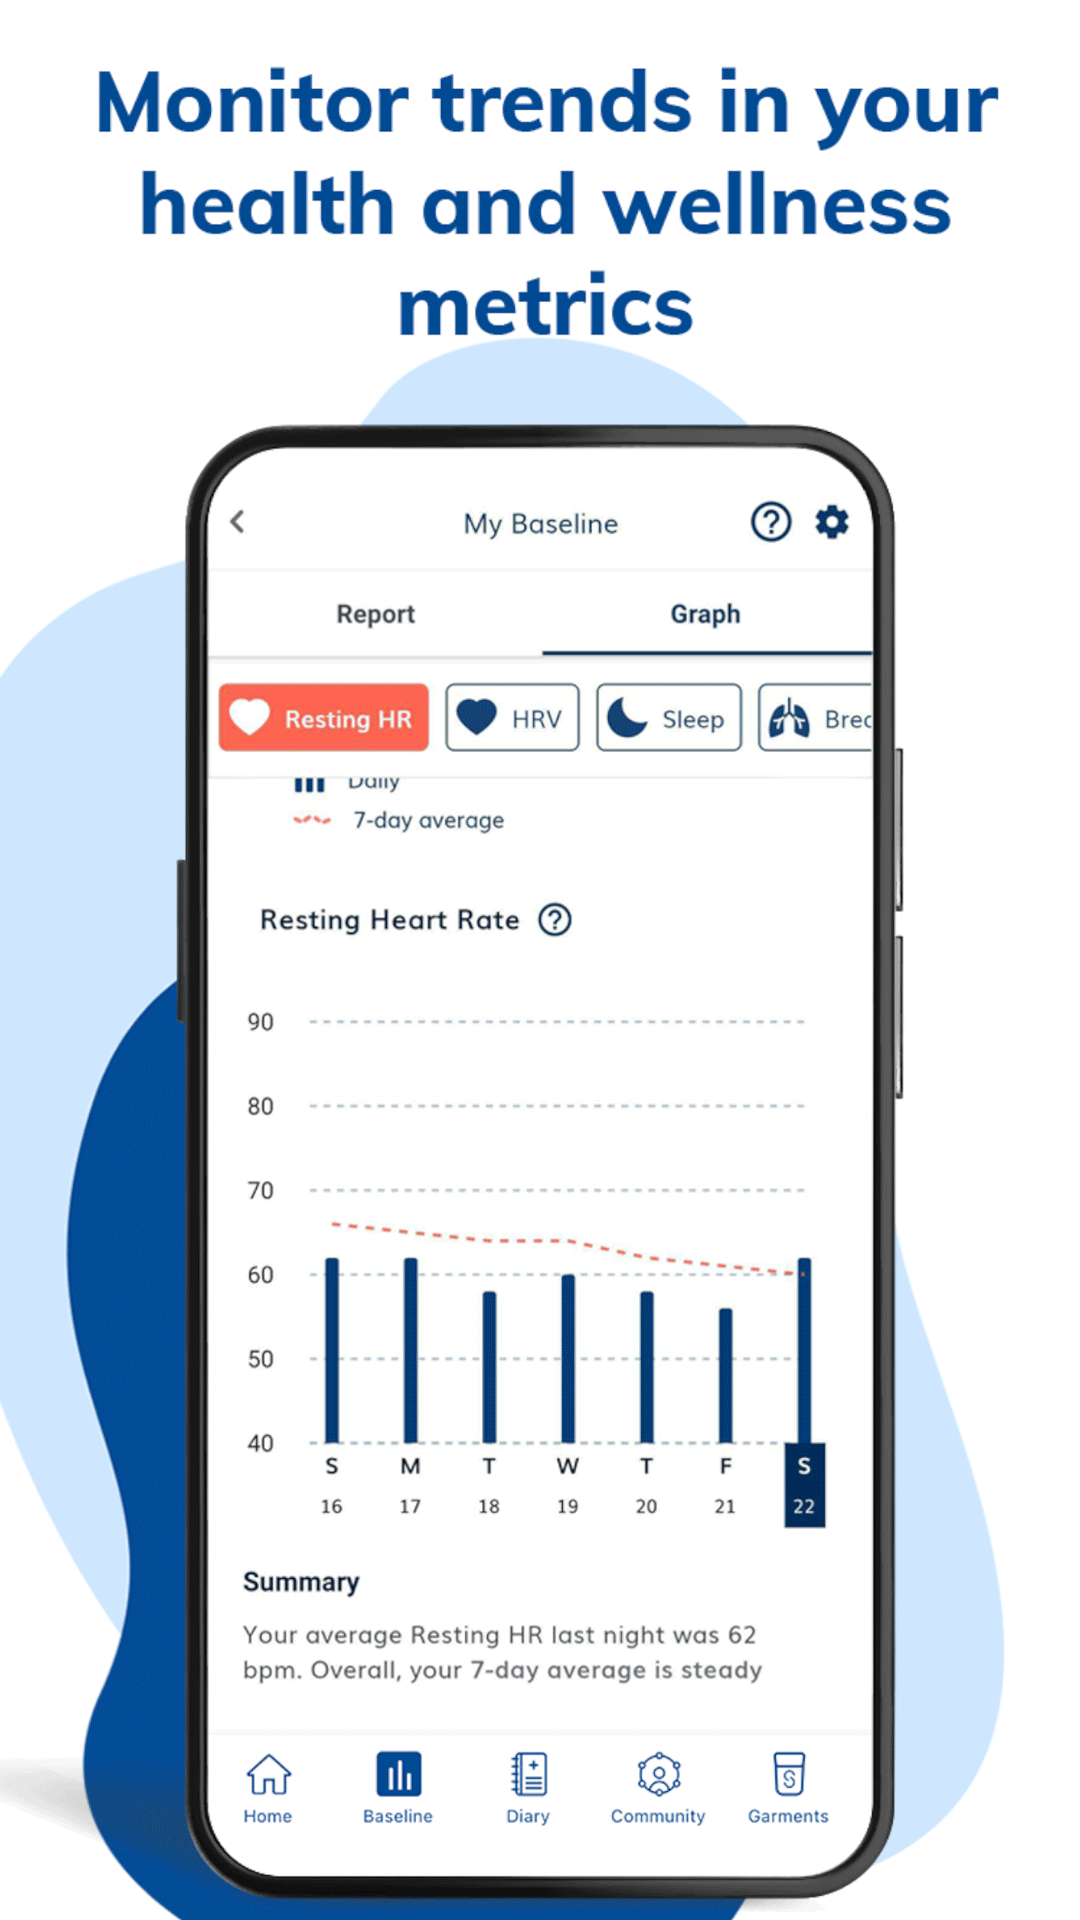 Monitor trends in your
health and wellness
metrics
My Baseline
Report Graph
Resting HR HRV Sleep
Daily
7-day average
Resting Heart Rate
90
80
70
60
50
40
S M T W T F S
16 17 18 19 20 21 22
Summary
Your average Resting HR last night was 62
bpm. Overall, your 7-day average is steady
Home Baseline Diary Community Garments